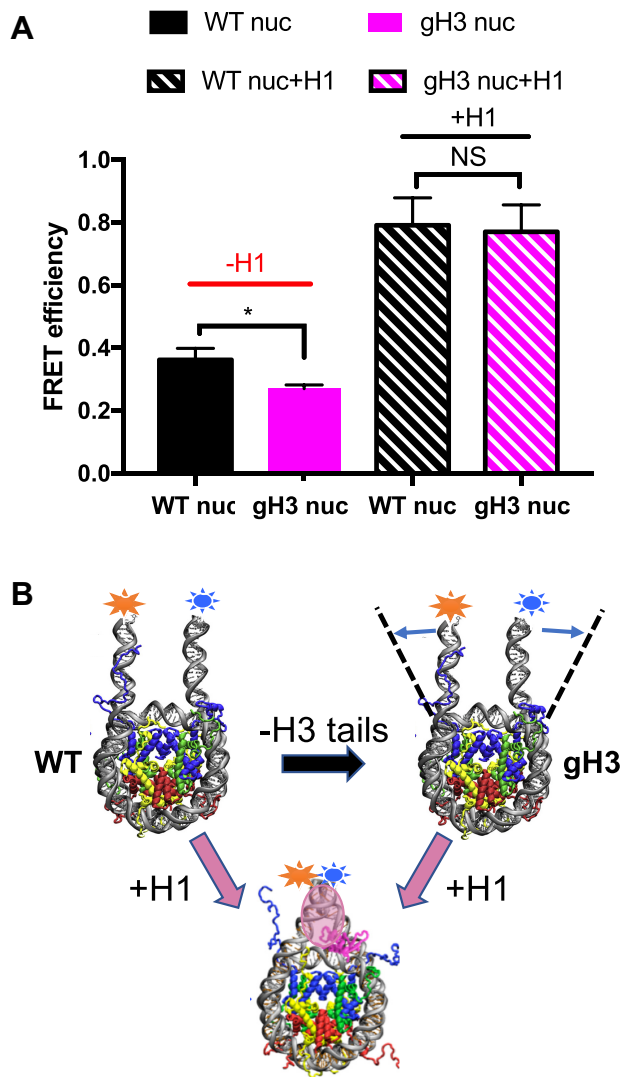 A
WT nuc
gH3 nuc
WT nuc+H1
gH3 nuc+H1
+H1
NS
-H1
*
FRET efficiency
1.0
0.8
0.6
0.4
0.2
0.0
WT nuc gH3 nuc WT nuc gH3 nuc
B
-H3 tails
WT
gH3
+H1
+H1